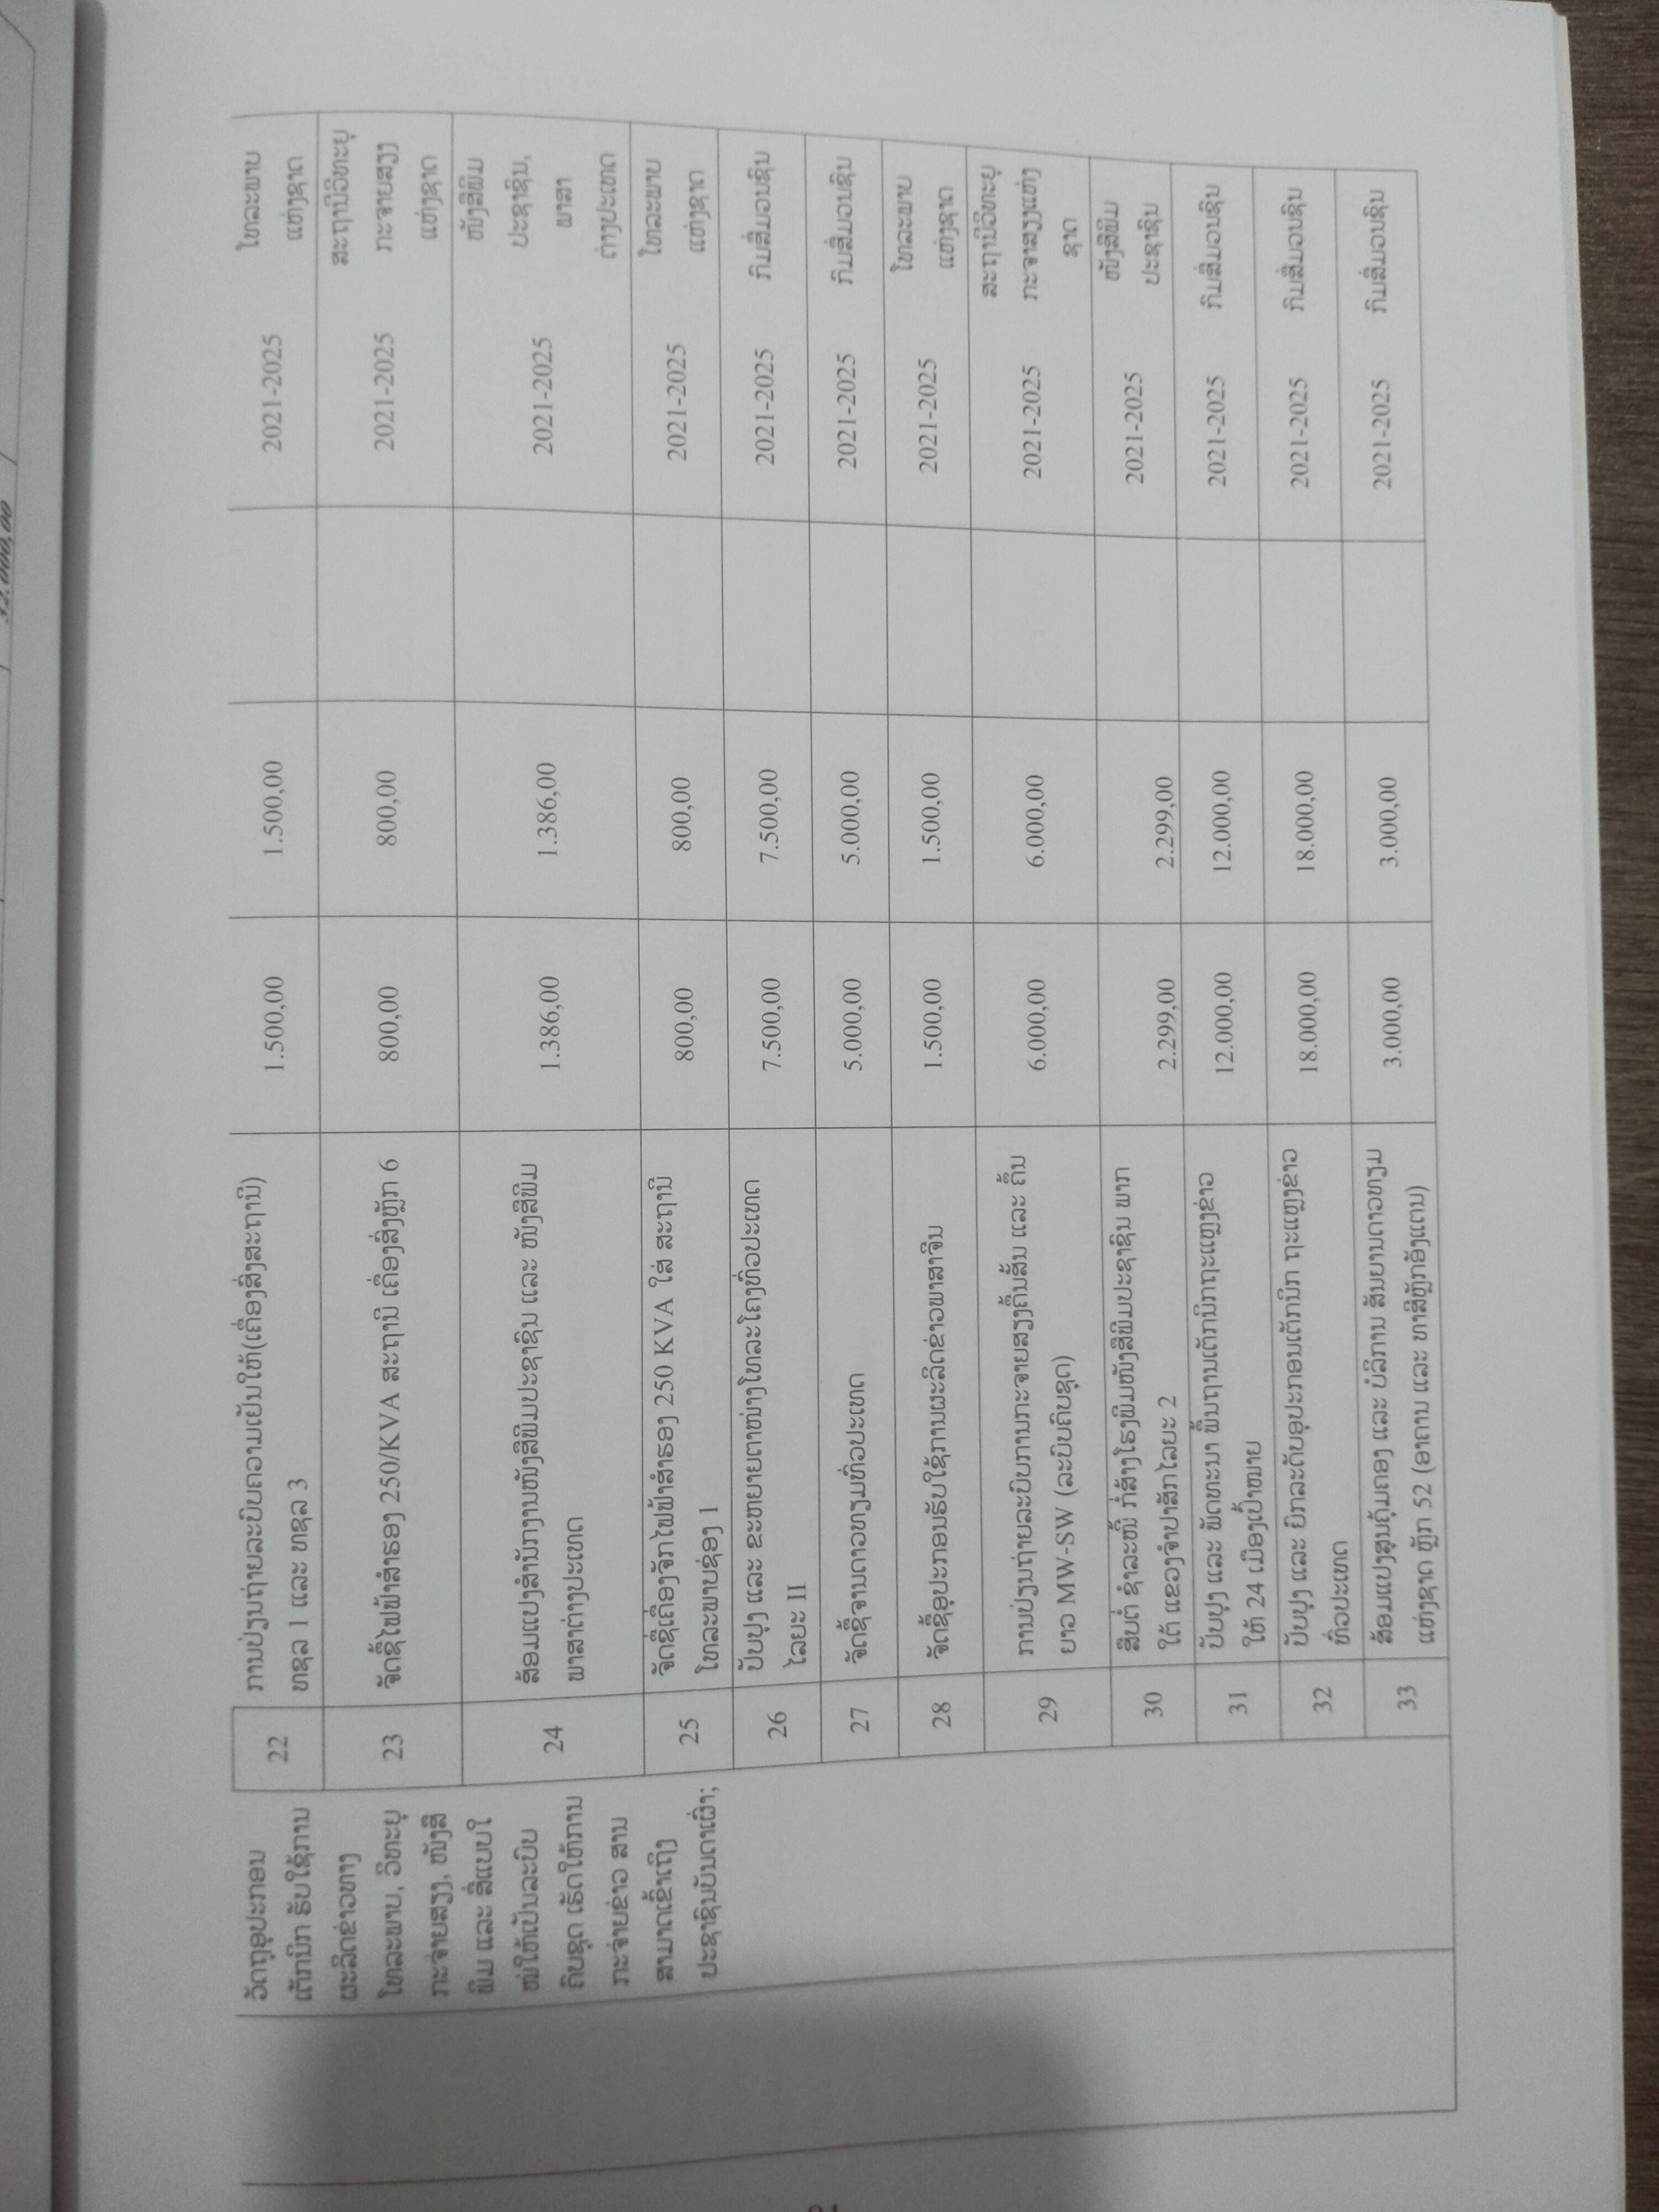 32.000,00
ວັດຖຸອຸປະກອນ
ເຕັກນິກ ຮັບໃຊ້ການ
ຜະລິດຂ່າວທາງ
ໂທລະພາບ, ວິທະຍຸ
ກະຈ່າຍສຽງ, ໜັງສື
ພິມ ແລະ ສື່ແບບໃ
ໝ່ໃຫ້ເປັນລະບົບ
ຄົບຊຸດ ເຮັດໃຫ້ການ
ກະຈ່າຍຂ່າວ ສານ
ສາມາດເຂົ້າເຖິງ
ປະຊາຊົນບັນດາເຜົ່າ;
22
ການປ່ຽນຖ່າຍລະບົບຄວາມເຢັນໃຫ້(ເຄື່ອງສົ່ງສະຖານີ)
ທຊລ 1 ແລະ ທຊລ 3
1.500,00
1.500,00
2021-2025
ໂທລະພາບ
ແຫ່ງຊາດ
23
ຈັດຊື້ໄຟຟ້າສຳຮອງ 250/KVA ສະຖານີ ເຄື່ອງສົ່ງຫຼັກ 6
800,00
800,00
2021-2025
ສະຖານີວິທະຍຸ
ກະຈາຍສຽງ
ແຫ່ງຊາດ
24
ສ້ອມແປງສຳນັກງານໜັງສືພິມປະຊາຊົນ ແລະ ໜັງສືພິມ
ພາສາຕ່າງປະເທດ
1.386,00
1.386,00
2021-2025
ໜັງສືພິມ
ປະຊາຊົນ,
ພາສາ
ຕ່າງປະເທດ
25
ຈັດຊື້ເຄື່ອງຈັກໄຟຟ້າສຳຮອງ 250 KVA ໃສ່ ສະຖານີ
ໂທລະພາບຊ່ອງ 1
800,00
800,00
2021-2025
ໂທລະພາບ
ແຫ່ງຊາດ
26
ປັບປຸງ ແລະ ຂະຫຍາຍຕາໜ່າງໂທລະໂຄ່ງທົ່ວປະເທດ
ໄລຍະ II
7.500,00
7.500,00
2021-2025
ກົມສື່ມວນຊົນ
27
ຈັດຊື້ຈານດາວທຽມທົ່ວປະເທດ
5.000,00
5.000,00
2021-2025
ກົມສື່ມວນຊົນ
28
ຈັດຊື້ອຸປະກອນຮັບໃຊ້ການຜະລິດຂ່າວພາສາຈີນ
1.500,00
1.500,00
2021-2025
ໂທລະພາບ
ແຫ່ງຊາດ
29
ການປ່ຽນຖ່າຍລະບົບການກະຈາຍສຽງຄື້ນສັ້ນ ແລະ ຄື້ນ
ຍາວ MW-SW (ລະບົບຄົບຊຸດ)
6.000,00
6.000,00
2021-2025
ສະຖານີວິທະຍຸ
ກະຈາສຽງແຫ່ງ
ຊາດ
30
ສືບຕໍ່ ຊຳລະໜີ້ ກໍ່ສ້າງໂຮງພິມໜັງສືພິມປະຊາຊົນ ພາກ
ໃຕ້ ແຂວງຈຳປາສັກໄລຍະ 2
2.299,00
2.299,00
2021-2025
ໜັງສືພິມ
ປະຊາຊົນ
31
ປັບປຸງ ແລະ ພັດທະນາ ພື້ນຖານເຕັກນິກຖະແຫຼງຂ່າວ
ໃຫ້ 24 ເມືອງເປົ້າໝາຍ
12.000,00
12.000,00
2021-2025
ກົມສື່ມວນຊົນ
32
ປັບປຸງ ແລະ ຍົກລະດັບອຸປະກອນເຕັກນິກ ຖະແຫຼງຂ່າວ
ທົ່ວປະເທດ
18.000,00
18.000,00
2021-2025
ກົມສື່ມວນຊົນ
33
ສ້ອມແປງສູນຄຸ້ມຄອງ ແລະ ບໍລິການ ສັນຍານດາວທຽມ
ແຫ່ງຊາດ ຫຼັກ 52 (ອາຄານ ແລະ ທາສີຫຼັກອັງແຕນ)
3.000,00
3.000,00
2021-2025
ກົມສື່ມວນຊົນ